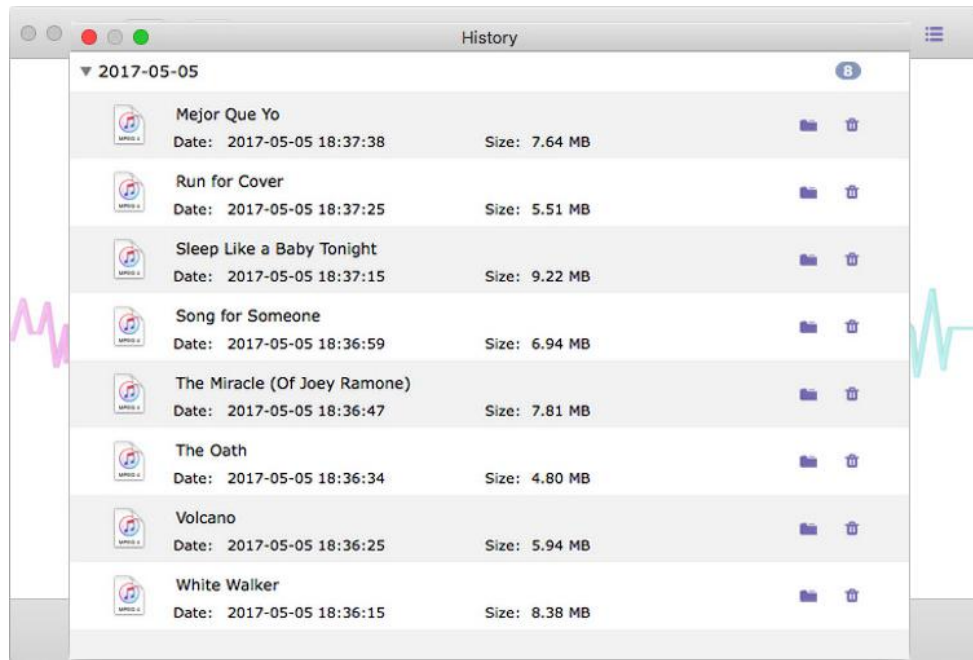 History
2017-05-05 8
Mejor Que Yo
Date: 2017-05-05 18:37:38 Size: 7.64 MB
Run for Cover
Date: 2017-05-05 18:37:25 Size: 5.51 MB
Sleep Like a Baby Tonight
Date: 2017-05-05 18:37:15 Size: 9.22 MB
Song for Someone
Date: 2017-05-05 18:36:59 Size: 6.94 MB
The Miracle (Of Joey Ramone)
Date: 2017-05-05 18:36:47 Size: 7.81 MB
The Oath
Date: 2017-05-05 18:36:34 Size: 4.80 MB
Volcano
Date: 2017-05-05 18:36:25 Size: 5.94 MB
White Walker
Date: 2017-05-05 18:36:15 Size: 8.38 MB